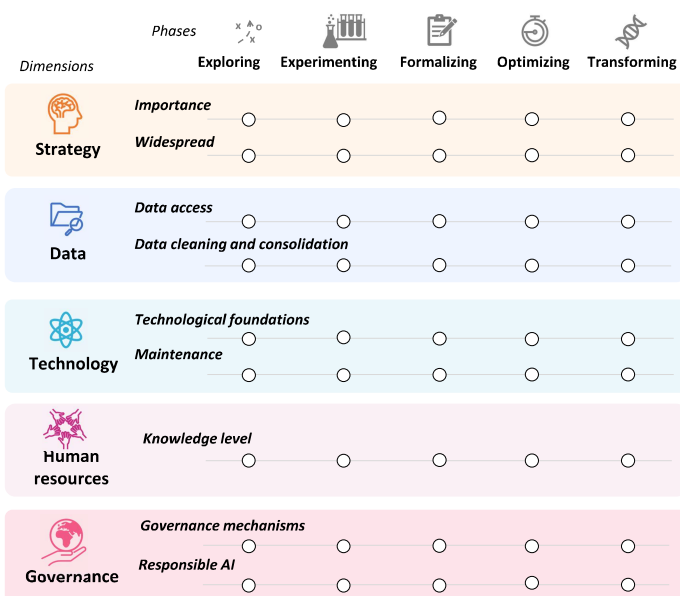 Phases
Dimensions
Exploring Experimenting Formalizing Optimizing Transforming
Importance
Widespread
Strategy
Data access
Data cleaning and consolidation
Data
Technological foundations
Maintenance
Technology
Knowledge level
Human
resources
Governance mechanisms
Responsible AI
Governance